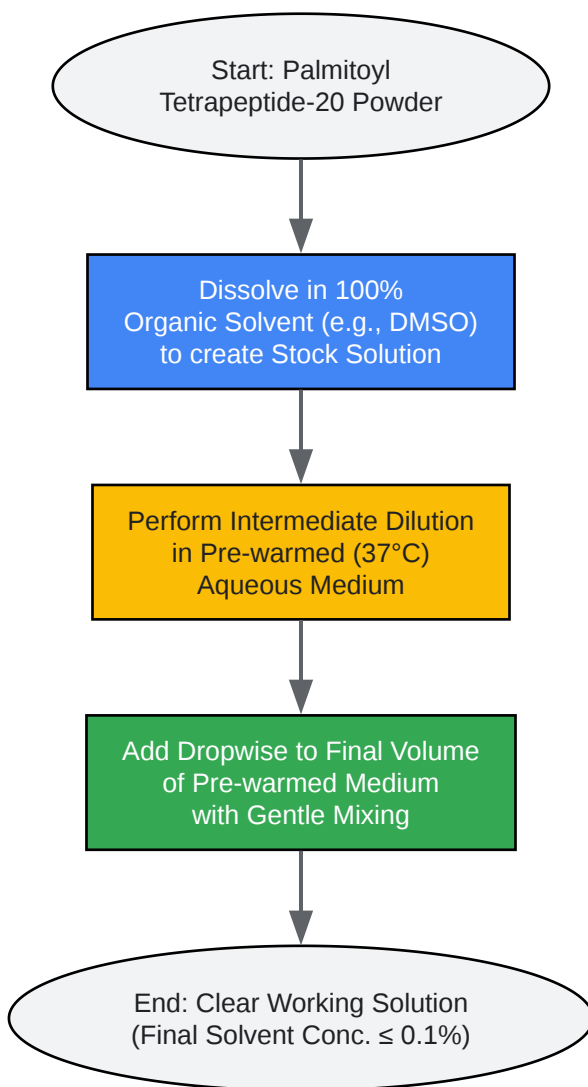 Start: Palmitoyl
Tetrapeptide-20 Powder
Dissolve in 100%
Organic Solvent (e.g., DMSO)
to create Stock Solution
Perform Intermediate Dilution
in Pre-warmed (37°C)
Aqueous Medium
Add Dropwise to Final Volume
of Pre-warmed Medium
with Gentle Mixing
End: Clear Working Solution
(Final Solvent Conc. ≤ 0.1%)